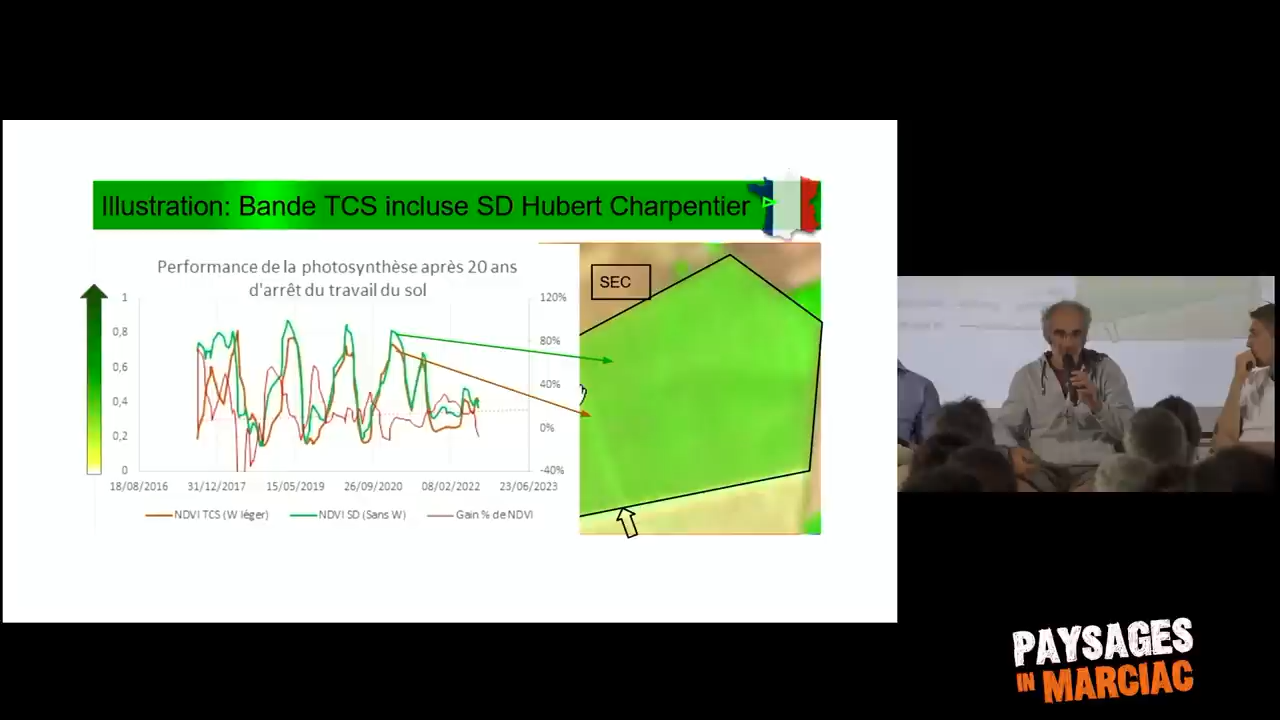 Illustration: Bande TCS incluse SD Hubert Charpentier
Performance de la photosynthèse après 20 ans
d'arrêt du travail du sol
1
0,8
0,6
0,4
0,2
0
120%
80%
40%
0%
-40%
18/08/2016
31/12/2017
15/05/2019
26/09/2020
08/02/2022
23/06/2023
NDVI TCS (W léger)
NDVI SD (Sans W)
Gain % de NDVI
SEC
PAYSAGES
IN MARCIAC